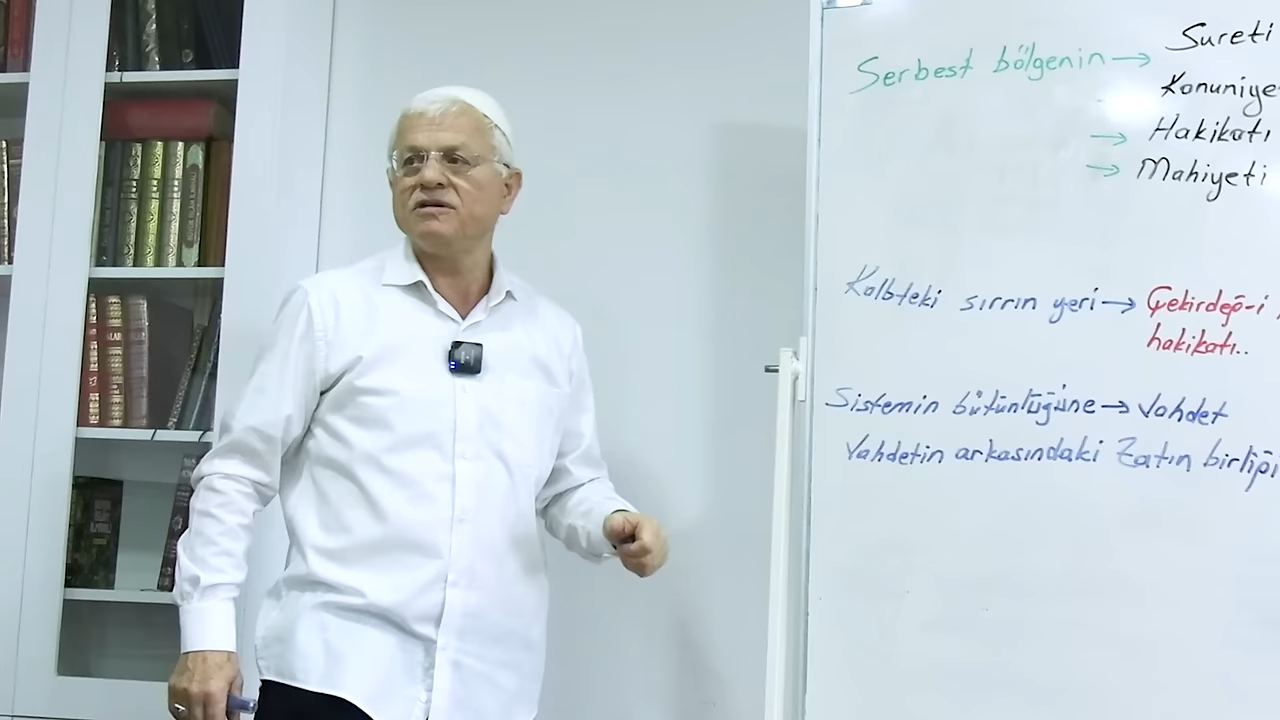 Serbest bölgenin → Sureti
Konuniye
→ Hakikatı
→ Mahiyeti
Kalbteki sırrın yeri → Çekirdeğ-i
hakikatı..
Sistemin bütünlüğüne → Vahdet
Vahdetin arkasındaki Zatın birliği